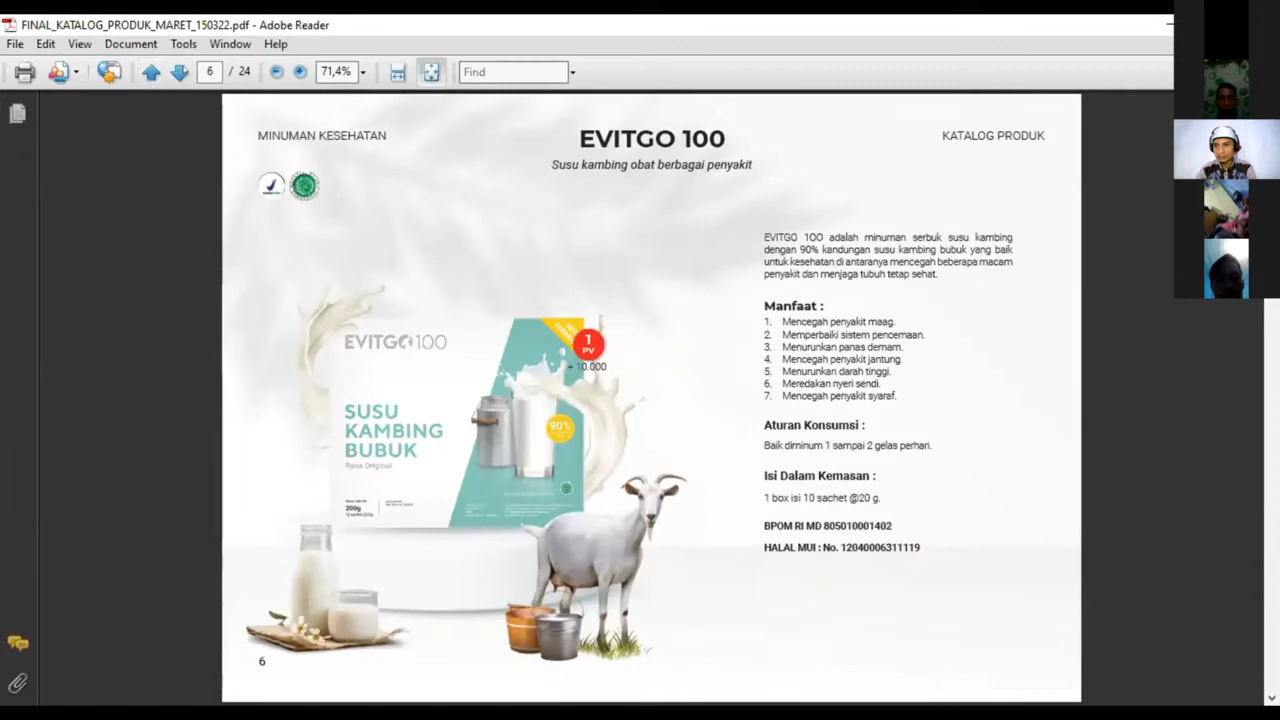 FINAL_KATALOG_PRODUK_MARET_150322.pdf - Adobe Reader
File Edit View Document Tools Window Help
6 / 24 71,4% Find
MINUMAN KESEHATAN
EVITGO 100
KATALOG PRODUK
Susu kambing obat berbagai penyakit
EVITGO 1OO adalah minuman serbuk susu kambing
dengan 90% kandungan susu kambing bubuk yang baik
untuk kesehatan di antaranya mencegah beberapa macam
penyakit dan menjaga tubuh tetap sehat.
Manfaat :
1. Mencegah penyakit maag.
2. Memperbaiki sistem pencernaan.
3. Menurunkan panas demam.
4. Mencegah penyakit jantung.
5. Menurunkan darah tinggi.
6. Meredakan nyeri sendi.
7. Mencegah penyakit syaraf.
Aturan Konsumsi :
Baik diminum 1 sampai 2 gelas perhari.
Isi Dalam Kemasan :
1 box isi 10 sachet @20 g.
BPOM RI MD 805010001402
HALAL MUI : No. 12040006311119
EVITGO100
1
PV
+ 10.000
SUSU
KAMBING
BUBUK
Rasa Original
90%
200g
6